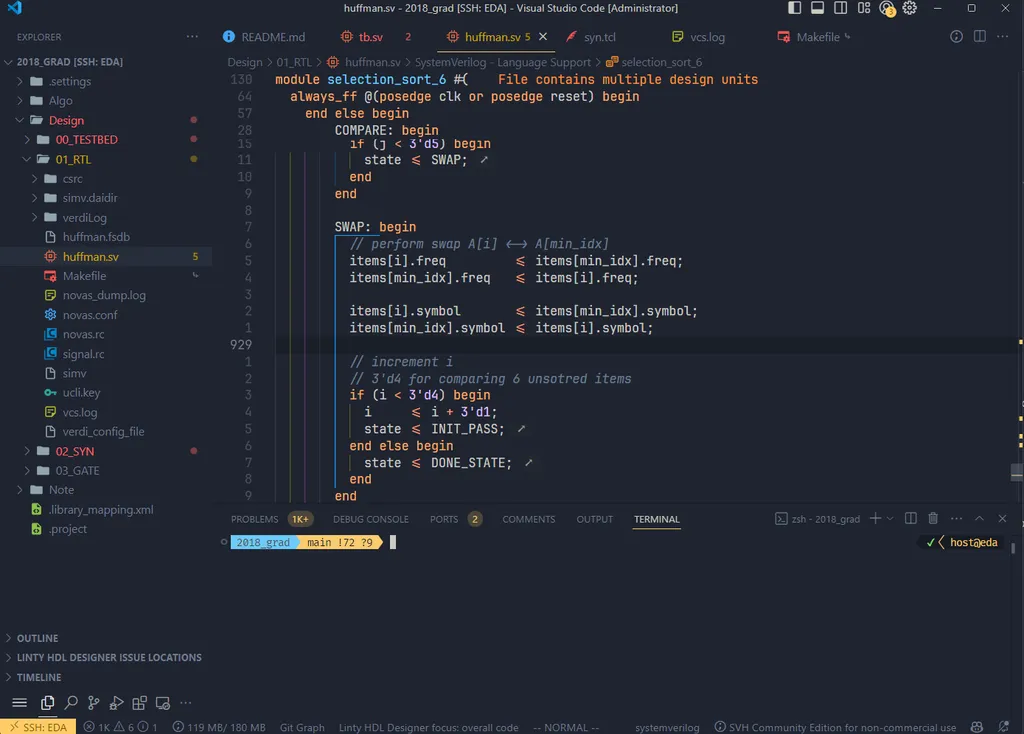 huffman.sv - 2018_grad [SSH: EDA] - Visual Studio Code [Administrator]
EXPLORER
README.md
tb.sv 2
huffman.sv 5
syn.tcl
vcs.log
Makefile
2018_GRAD [SSH: EDA]
.settings
Algo
Design
00_TESTBED
01_RTL
csrc
simv.daidir
verdiLog
huffman.fsdb
huffman.sv 5
Makefile
novas_dump.log
novas.conf
novas.rc
signal.rc
simv
ucli.key
vcs.log
verdi_config_file
02_SYN
03_GATE
Note
.library_mapping.xml
.project
OUTLINE
LINTY HDL DESIGNER ISSUE LOCATIONS
TIMELINE
Design > 01_RTL > huffman.sv > SystemVerilog - Language Support > selection_sort_6
130 module selection_sort_6 #( File contains multiple design units
64 always_ff @(posedge clk or posedge reset) begin
57 end else begin
28 COMPARE: begin
15 if (j < 3'd5) begin
11 state <= SWAP;
10 end
9 end
8
7 SWAP: begin
6 // perform swap A[i] <-> A[min_idx]
5 items[i].freq <= items[min_idx].freq;
4 items[min_idx].freq <= items[i].freq;
3
2 items[i].symbol <= items[min_idx].symbol;
1 items[min_idx].symbol <= items[i].symbol;
929
1 // increment i
2 // 3'd4 for comparing 6 unsotred items
3 if (i < 3'd4) begin
4 i <= i + 3'd1;
5 state <= INIT_PASS;
6 end else begin
7 state <= DONE_STATE;
8 end
9 end
PROBLEMS 1K+ DEBUG CONSOLE PORTS 2 COMMENTS OUTPUT TERMINAL
zsh - 2018_grad
2018_grad main !72 ?9
✓ host@eda
SSH: EDA 1K 6 1 119 MB/ 180 MB Git Graph Linty HDL Designer focus: overall code -- NORMAL -- systemverilog SVH Community Edition for non-commercial use